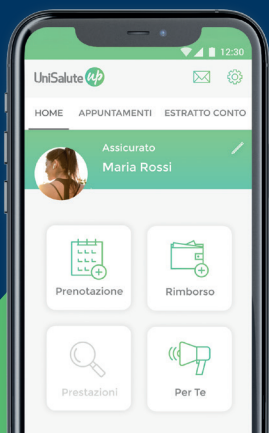 12:30
UniSalute up
HOME APPUNTAMENTI ESTRATTO CONTO
Assicurato
Maria Rossi
Prenotazione Rimborso
Prestazioni Per Te